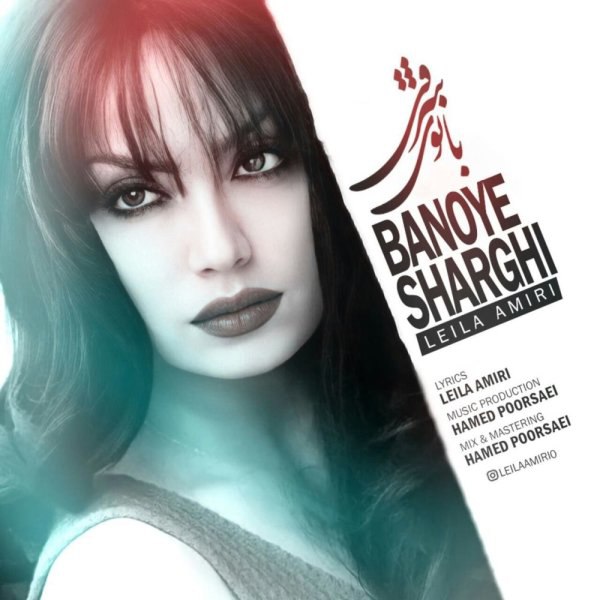 بانوی شرقی
BANOYE
SHARGHI
LEILA AMIRI
LYRICS
LEILA AMIRI
MUSIC PRODUCTION
HAMED POORSAEI
MIX & MASTERING
HAMED POORSAEI
LEILAAMIRIO